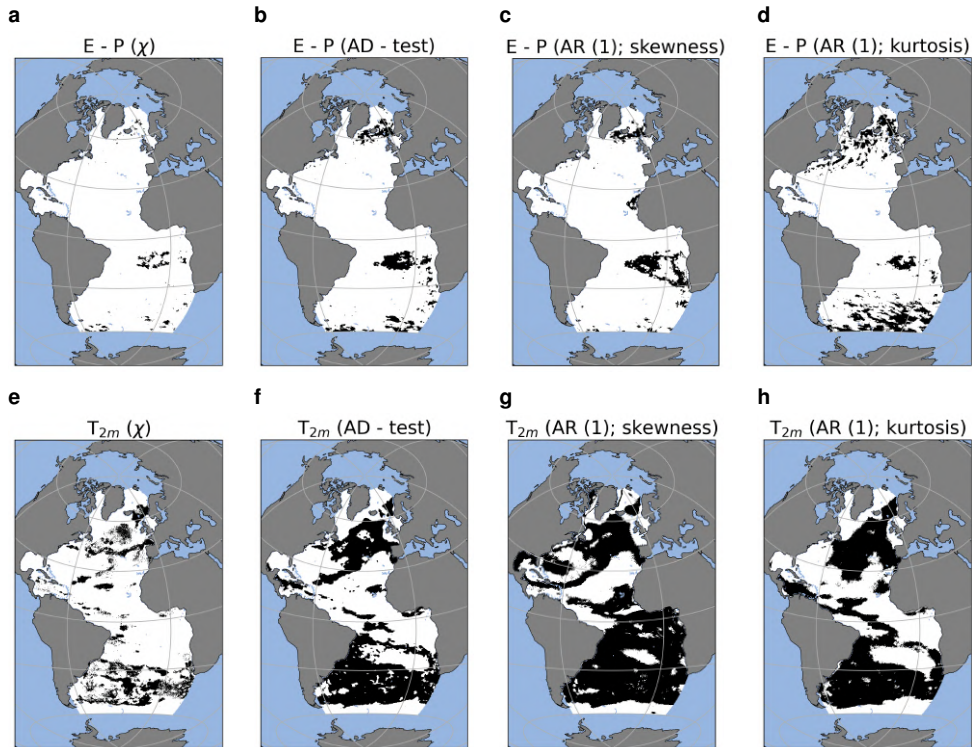 a
b
c
d
E - P (χ)
E - P (AD - test)
E - P (AR (1); skewness)
E - P (AR (1); kurtosis)
e
f
g
h
T2m (χ)
T2m (AD - test)
T2m (AR (1); skewness)
T2m (AR (1); kurtosis)